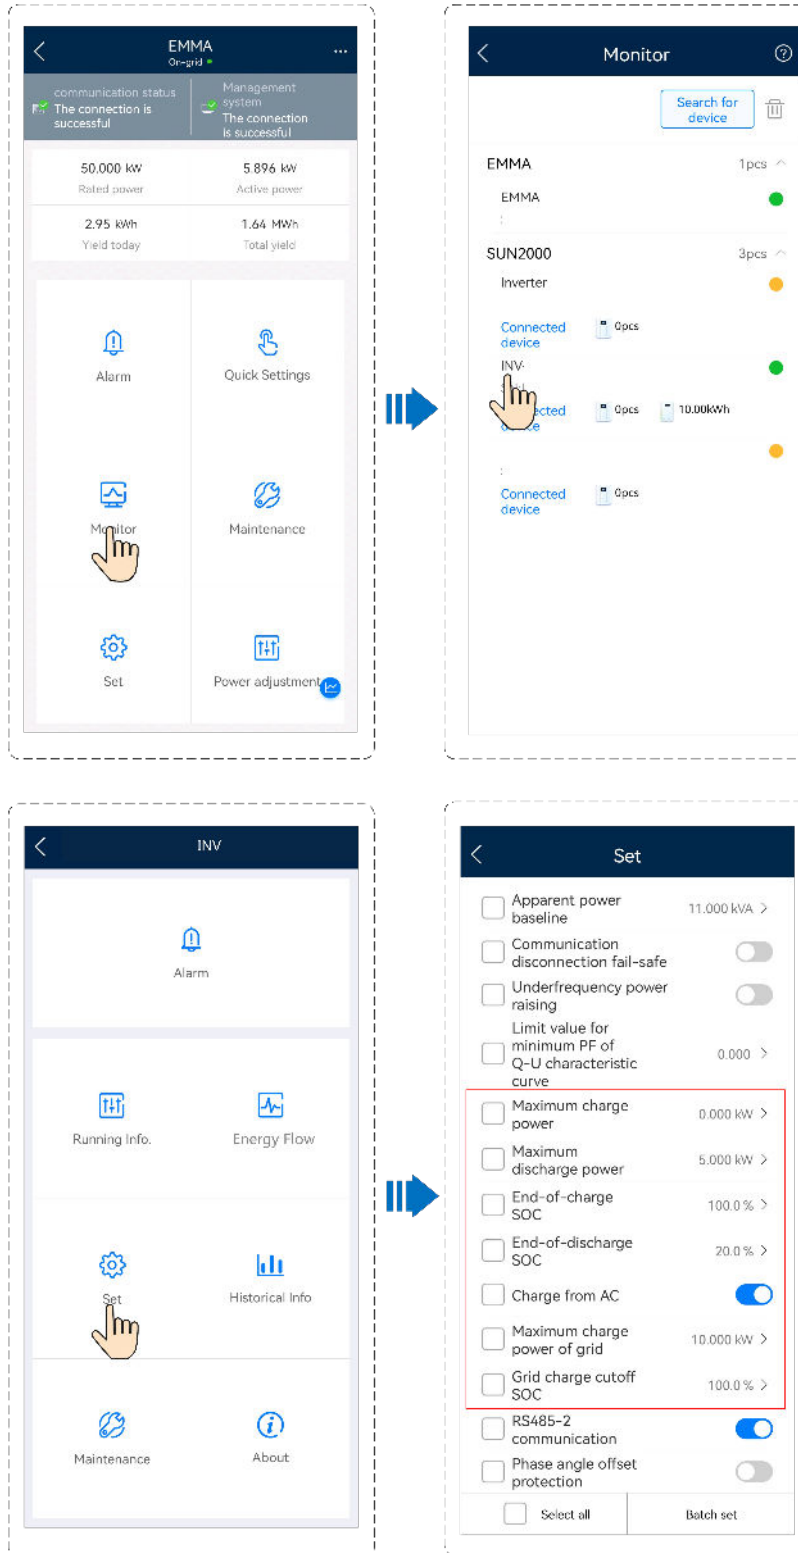 EMMA
On-grid
...
communication status
The connection is
successful
Management
system
The connection
is successful
50.000 kW
Rated power
5.896 kW
Active power
2.95 kWh
Yield today
1.64 MWh
Total yield
Alarm
Quick Settings
Monitor
Maintenance
Set
Power adjustment
Monitor
Search for
device
EMMA
1pcs
EMMA
:
SUN2000
3pcs
Inverter
Connected
device
0pcs
INV-
0pcs
10.00kWh
:
Connected
device
0pcs
INV
Alarm
Running Info.
Energy Flow
Set
Historical Info
Maintenance
About
Set
Apparent power
baseline
11.000 kVA >
Communication
disconnection fail-safe
Underfrequency power
raising
Limit value for
minimum PF of
Q-U characteristic
curve
0.000 >
Maximum charge
power
0.000 kW >
Maximum
discharge power
5.000 kW >
End-of-charge
SOC
100.0 % >
End-of-discharge
SOC
20.0 % >
Charge from AC
Maximum charge
power of grid
10.000 kW >
Grid charge cutoff
SOC
100.0 % >
RS485-2
communication
Phase angle offset
protection
Select all
Batch set